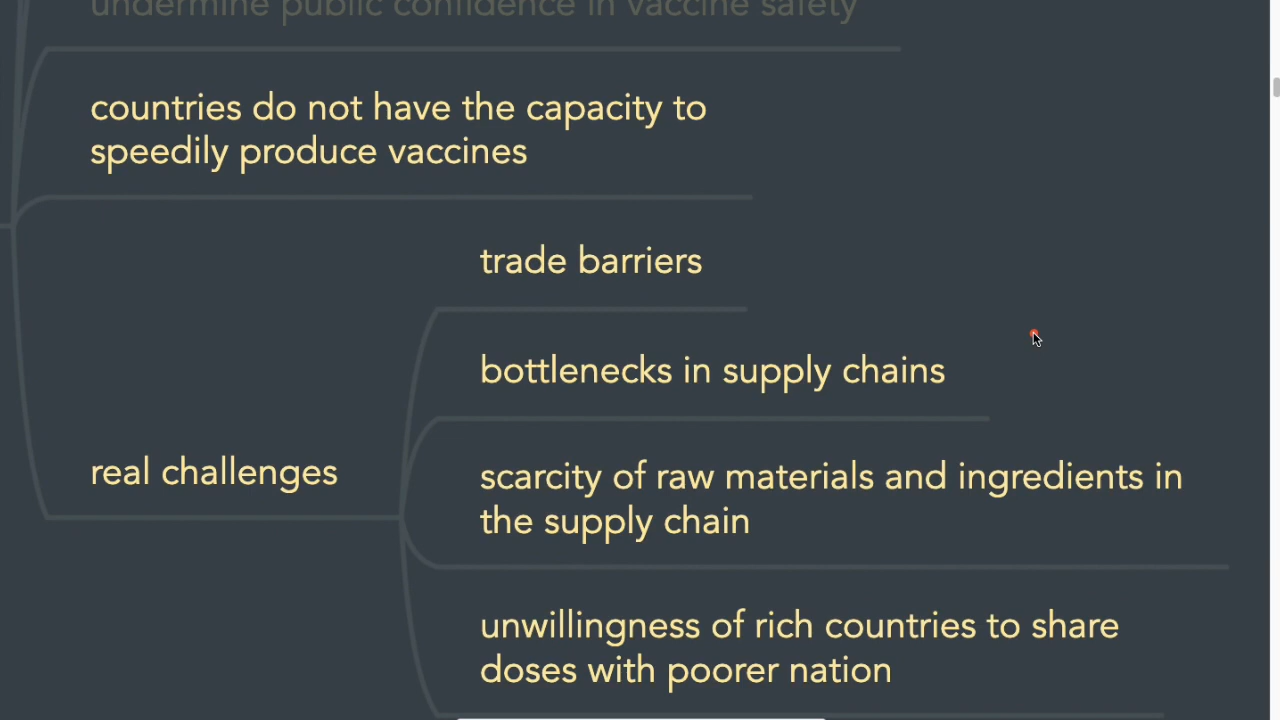 undermine public confidence in vaccine safety
countries do not have the capacity to
speedily produce vaccines
trade barriers
bottlenecks in supply chains
real challenges
scarcity of raw materials and ingredients in
the supply chain
unwillingness of rich countries to share
doses with poorer nation